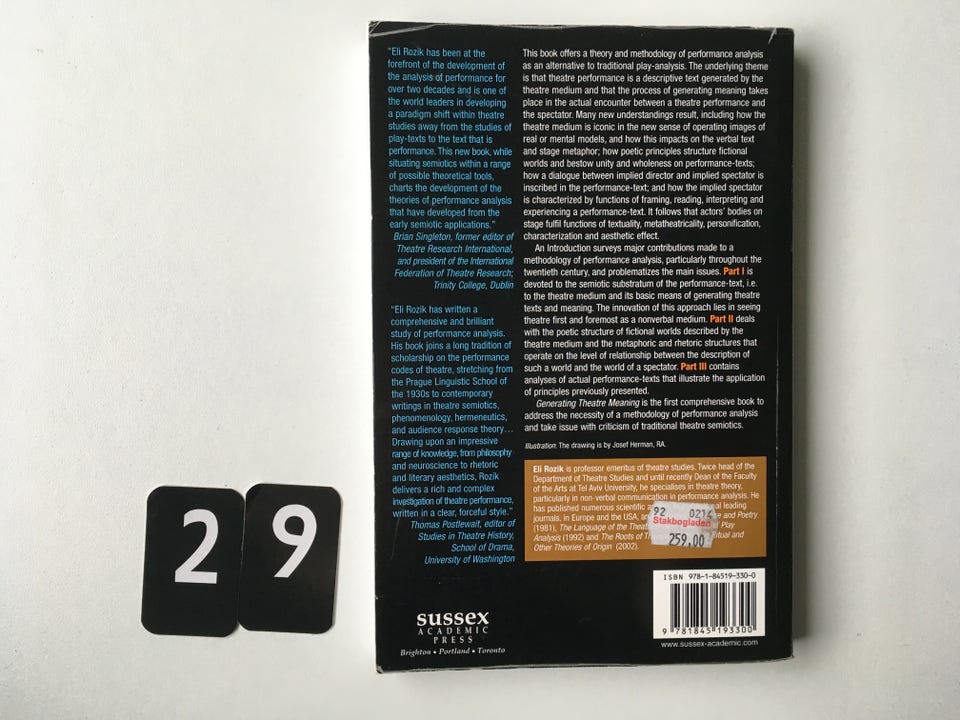 "Eli Rozik has been at the
forefront of the development of
the analysis of performance for
over two decades and is one of
the world leaders in developing
a paradigm shift within theatre
studies away from the studies of
play-texts to the text that is
performance. This new book, while
situating semiotics within a range
of possible theoretical tools,
charts the development of the
theories of performance analysis
that have developed from the
early semiotic applications."
Brian Singleton, former editor of
Theatre Research International,
and president of the International
Federation of Theatre Research;
Trinity College, Dublin
"Eli Rozik has written a
comprehensive and brilliant
study of performance analysis.
His book joins a long tradition of
scholarship on the performance
codes of theatre, stretching from
the Prague Linguistic School of
the 1930s to contemporary
writings in theatre semiotics,
phenomenology, hermeneutics,
and audience response theory…
Drawing upon an impressive
range of knowledge, from philosophy
and neuroscience to rhetoric
and literary aesthetics, Rozik
delivers a rich and complex
investigation of theatre performance,
written in a clear, forceful style."
Thomas Postlewait, editor of
Studies in Theatre History,
School of Drama,
University of Washington
This book offers a theory and methodology of performance analysis
as an alternative to traditional play-analysis. The underlying theme
is that theatre performance is a descriptive text generated by the
theatre medium and that the process of generating meaning takes
place in the actual encounter between a theatre performance and
the spectator. Many new understandings result, including how the
theatre medium is iconic in the new sense of operating images of
real or mental models, and how this impacts on the verbal text
and stage metaphor; how poetic principles structure fictional
worlds and bestow unity and wholeness on performance-texts;
how a dialogue between implied director and implied spectator is
inscribed in the performance-text; and how the implied spectator
is characterized by functions of framing, reading, interpreting and
experiencing a performance-text. It follows that actors' bodies on
stage fulfil functions of textuality, metatheatricality, personification,
characterization and aesthetic effect.
An Introduction surveys major contributions made to a
methodology of performance analysis, particularly throughout the
twentieth century, and problematizes the main issues. Part I is
devoted to the semiotic substratum of the performance-text, i.e.
to the theatre medium and its basic means of generating theatre
texts and meaning. The innovation of this approach lies in seeing
theatre first and foremost as a nonverbal medium. Part II deals
with the poetic structure of fictional worlds described by the
theatre medium and the metaphoric and rhetoric structures that
operate on the level of relationship between the description of
such a world and the world of a spectator. Part III contains
analyses of actual performance-texts that illustrate the application
of principles previously presented.
Generating Theatre Meaning is the first comprehensive book to
address the necessity of a methodology of performance analysis
and take issue with criticism of traditional theatre semiotics.
Illustration: The drawing is by Josef Herman, RA.
Eli Rozik is professor emeritus of theatre studies. Twice head of the
Department of Theatre Studies and until recently Dean of the Faculty
of the Arts at Tel Aviv University, he specialises in theatre theory,
particularly in non-verbal communication in performance analysis. He
has published numerous scientific leading
journals, in Europe and the USA, and Poetry
(1981), The Language of the Play
Analysis (1992) and The Roots of and
Other Theories of Origin (2002).
92 0214
Stakbogladen
259,00
ISBN 978-1-84519-330-0
9 781845 193300
www.sussex-academic.com
sussex
ACADEMIC
PRESS
Brighton • Portland • Toronto
29